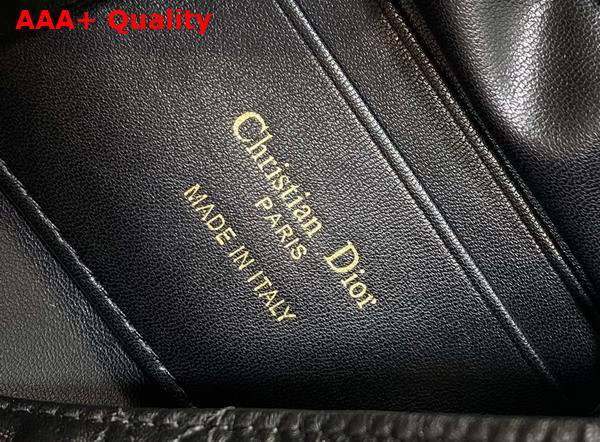 AAA+ Quality
Christian Dior
PARIS
MADE IN ITALY